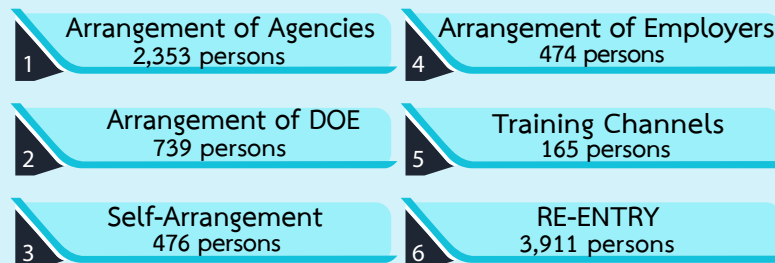 1
Arrangement of Agencies
2,353 persons
2
Arrangement of DOE
739 persons
3
Self-Arrangement
476 persons
4
Arrangement of Employers
474 persons
5
Training Channels
165 persons
6
RE-ENTRY
3,911 persons